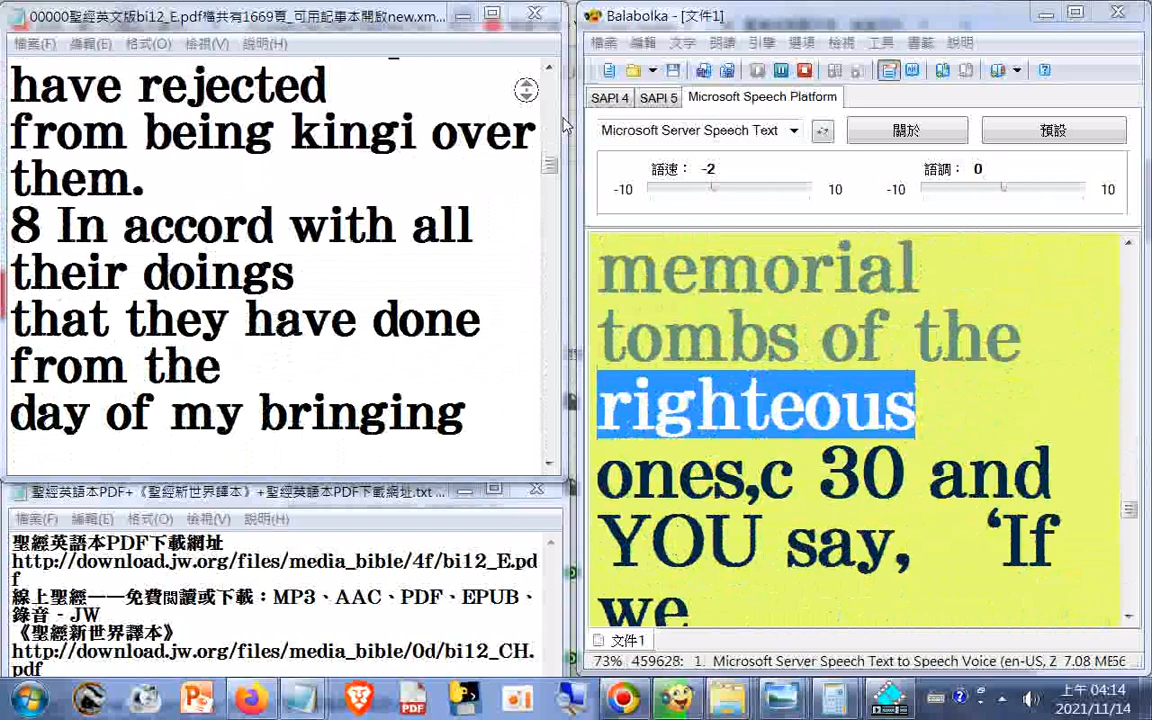 00000聖經英文版bi12_E.pdf檔共有1669頁_可用記事本開啟new.xm...
檔案(F) 編輯(E) 格式(O) 檢視(V) 說明(H)
have rejected
from being kingi over
them.
8 In accord with all
their doings
that they have done
from the
day of my bringing
聖經英語本PDF+《聖經新世界譯本》+聖經英語本PDF下載網址.txt ...
檔案(F) 編輯(E) 格式(O) 檢視(V) 說明(H)
聖經英語本PDF下載網址
http://download.jw.org/files/media_bible/4f/bi12_E.pd
f
線上聖經——免費閱讀或下載：MP3、AAC、PDF、EPUB、
錄音 - JW
《聖經新世界譯本》
http://download.jw.org/files/media_bible/0d/bi12_CH.
pdf
Balabolka - [文件1]
檔案 編輯 文字 朗讀 引擎 選項 檢視 工具 書籤 說明
SAPI 4 SAPI 5 Microsoft Speech Platform
Microsoft Server Speech Text 關於 預設
語速： -2 語調： 0
-10 10 -10 10
memorial
tombs of the
righteous
ones,c 30 and
YOU say, ‘If
we
文件1
73% 459628: 1. Microsoft Server Speech Text to Speech Voice (en-US, Z 7.08 ME56
上午 04:14
2021/11/14